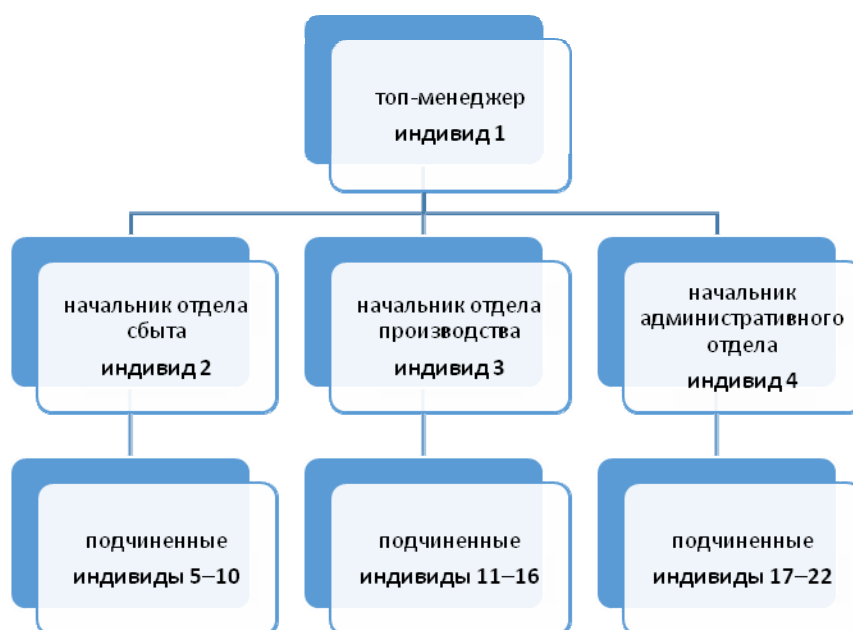 топ-менеджер
индивид 1
начальник отдела
сбыта
индивид 2
начальник отдела
производства
индивид 3
начальник
административного
отдела
индивид 4
подчиненные
индивиды 5–10
подчиненные
индивиды 11–16
подчиненные
индивиды 17–22